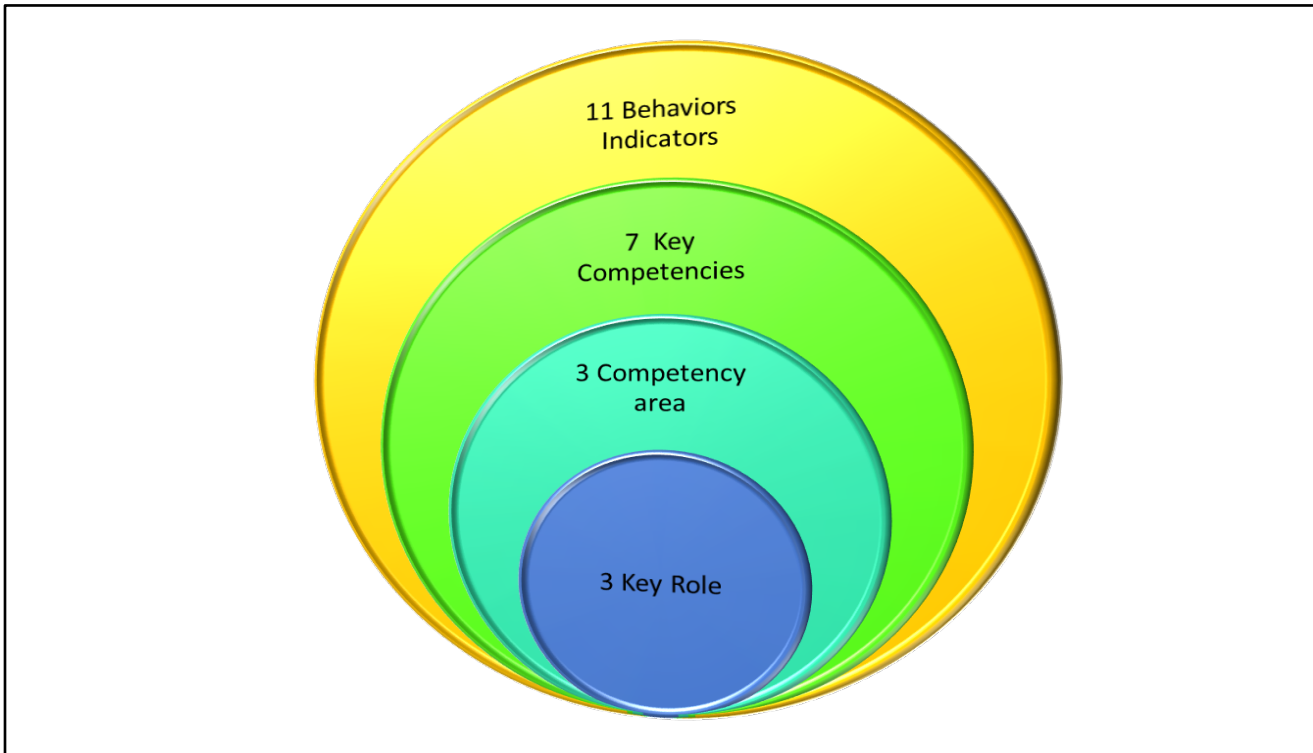 11 Behaviors
Indicators
7  Key
Competencies
3 Competency
area
3 Key Role